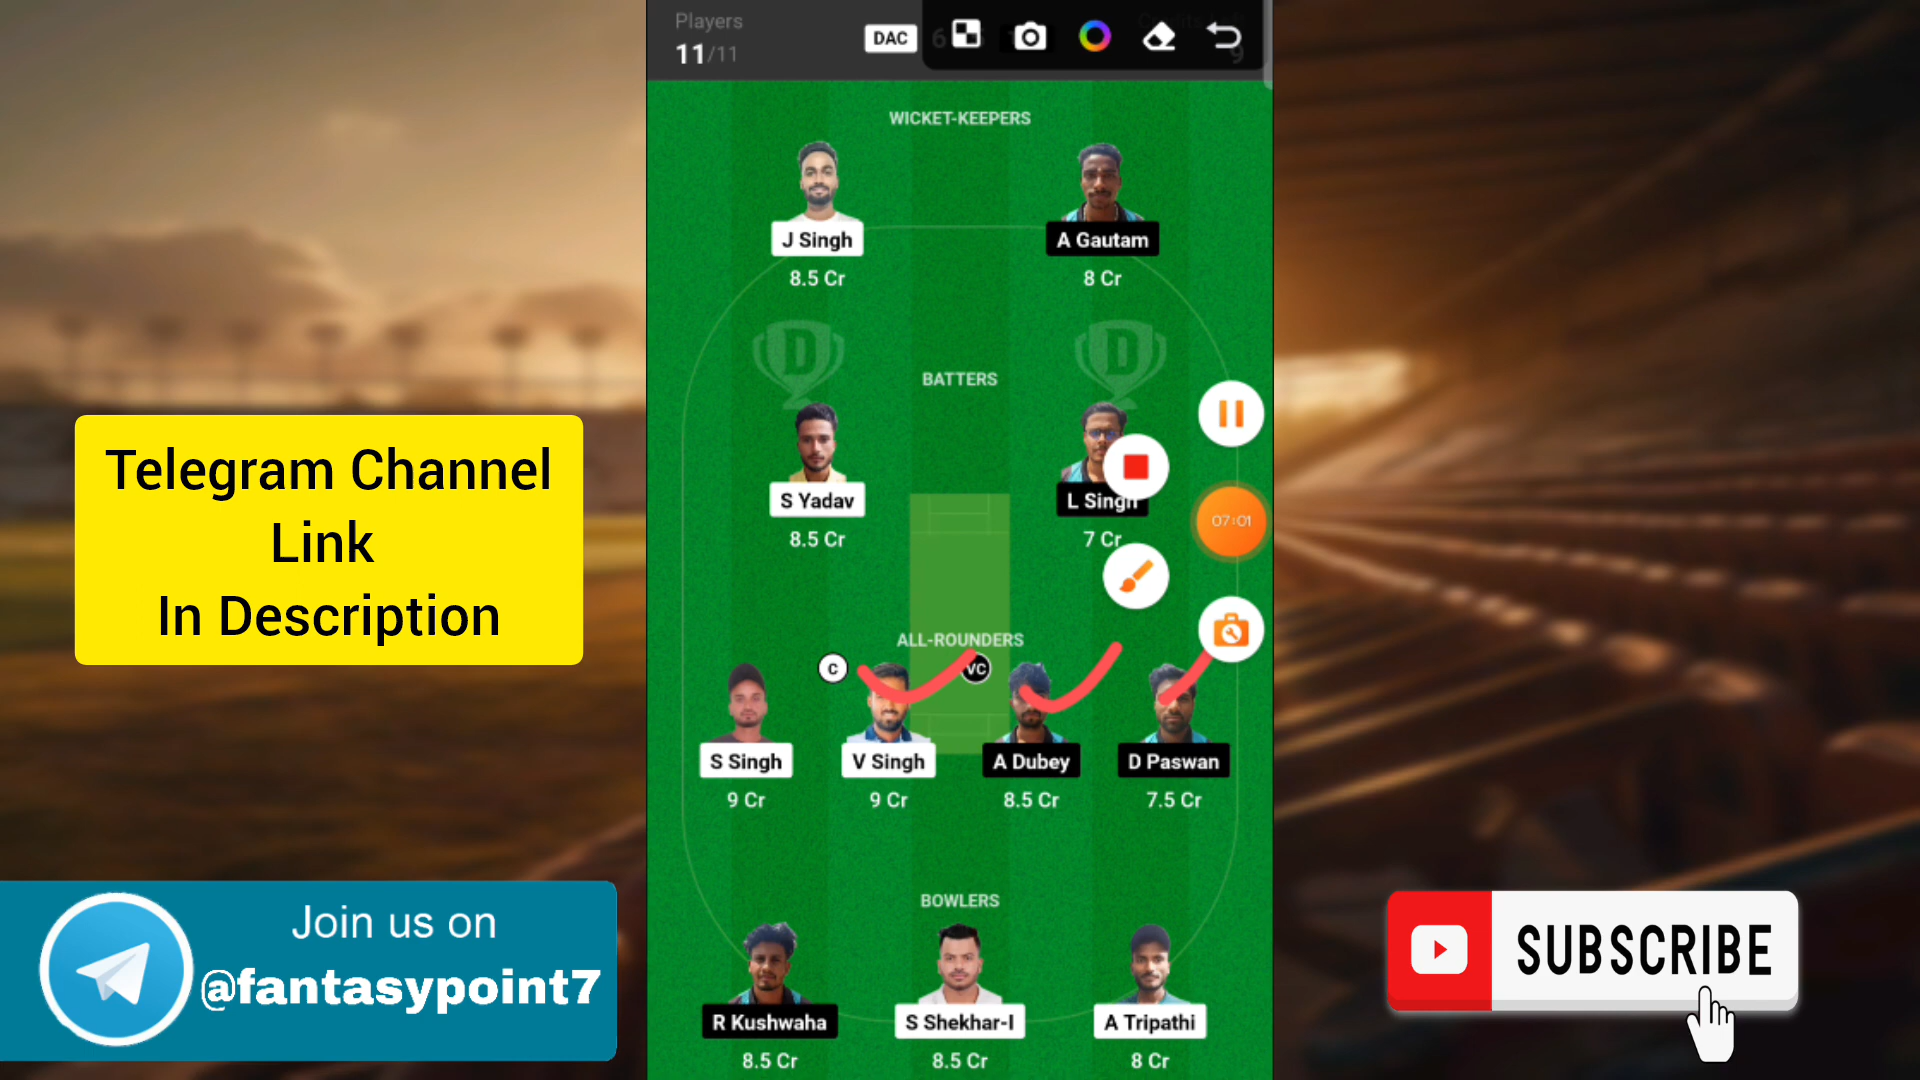 Players
11/11
DAC
WICKET-KEEPERS
J Singh
A Gautam
8.5 Cr
8 Cr
D
D
BATTERS
S Yadav
L Singh
8.5 Cr
7 Cr
07:01
ALL-ROUNDERS
C
VC
S Singh
V Singh
A Dubey
D Paswan
9 Cr
9 Cr
8.5 Cr
7.5 Cr
BOWLERS
R Kushwaha
S Shekhar-I
A Tripathi
8.5 Cr
8.5 Cr
8 Cr
Telegram Channel
Link
In Description
Join us on
@fantasypoint7
SUBSCRIBE